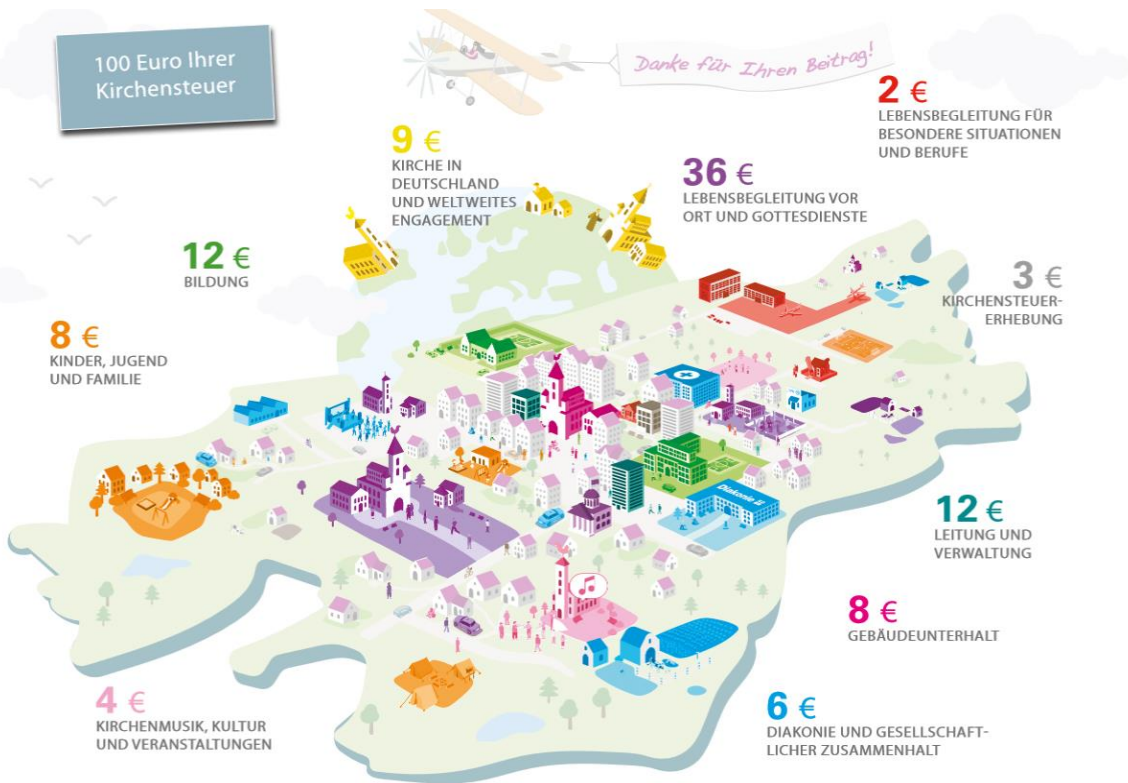 100 Euro Ihrer
Kirchensteuer
Danke für Ihren Beitrag!
2 €
LEBENSBEGLEITUNG FÜR
BESONDERE SITUATIONEN
UND BERUFE
9 €
KIRCHE IN
DEUTSCHLAND
UND WELTWEITES
ENGAGEMENT
36 €
LEBENSBEGLEITUNG VOR
ORT UND GOTTESDIENSTE
12 €
BILDUNG
3 €
KIRCHENSTEUER-
ERHEBUNG
8 €
KINDER, JUGEND
UND FAMILIE
Diakonie
12 €
LEITUNG UND
VERWALTUNG
8 €
GEBÄUDEUNTERHALT
4 €
KIRCHENMUSIK, KULTUR
UND VERANSTALTUNGEN
6 €
DIAKONIE UND GESELLSCHAFT-
LICHER ZUSAMMENHALT